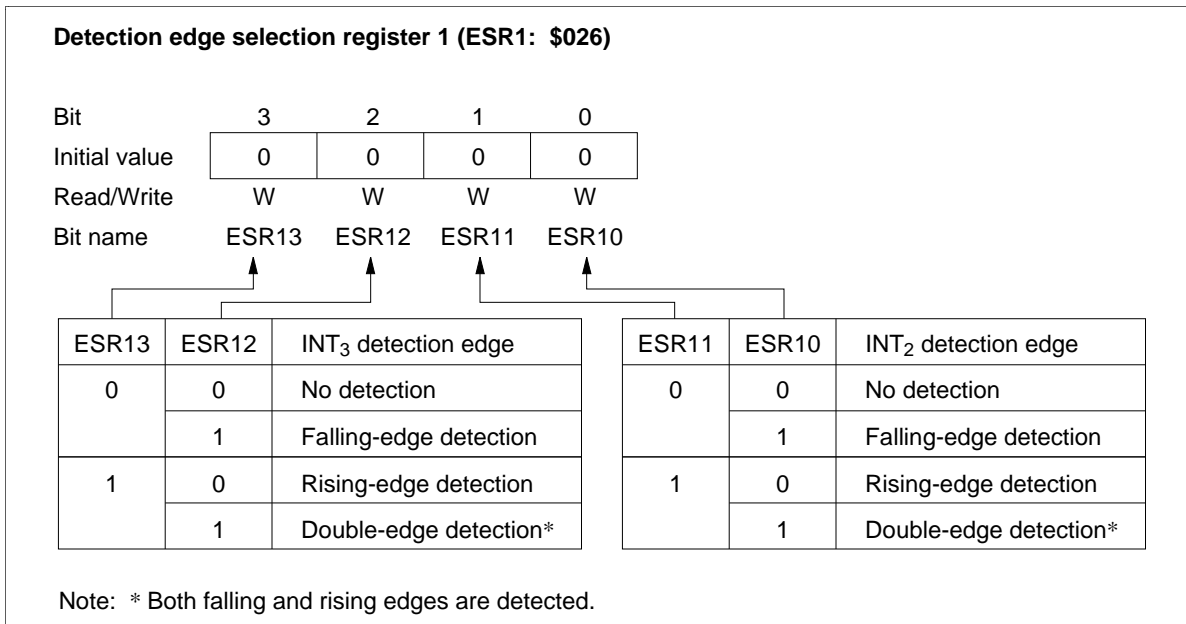 Detection edge selection register 1 (ESR1: $026)
Bit 3 2 1 0
Initial value 0 0 0 0
Read/Write W W W W
Bit name ESR13 ESR12 ESR11 ESR10
ESR13 ESR12 INT3 detection edge
0 0 No detection
1 Falling-edge detection
1 0 Rising-edge detection
1 Double-edge detection*
ESR11 ESR10 INT2 detection edge
0 0 No detection
1 Falling-edge detection
1 0 Rising-edge detection
1 Double-edge detection*
Note: * Both falling and rising edges are detected.